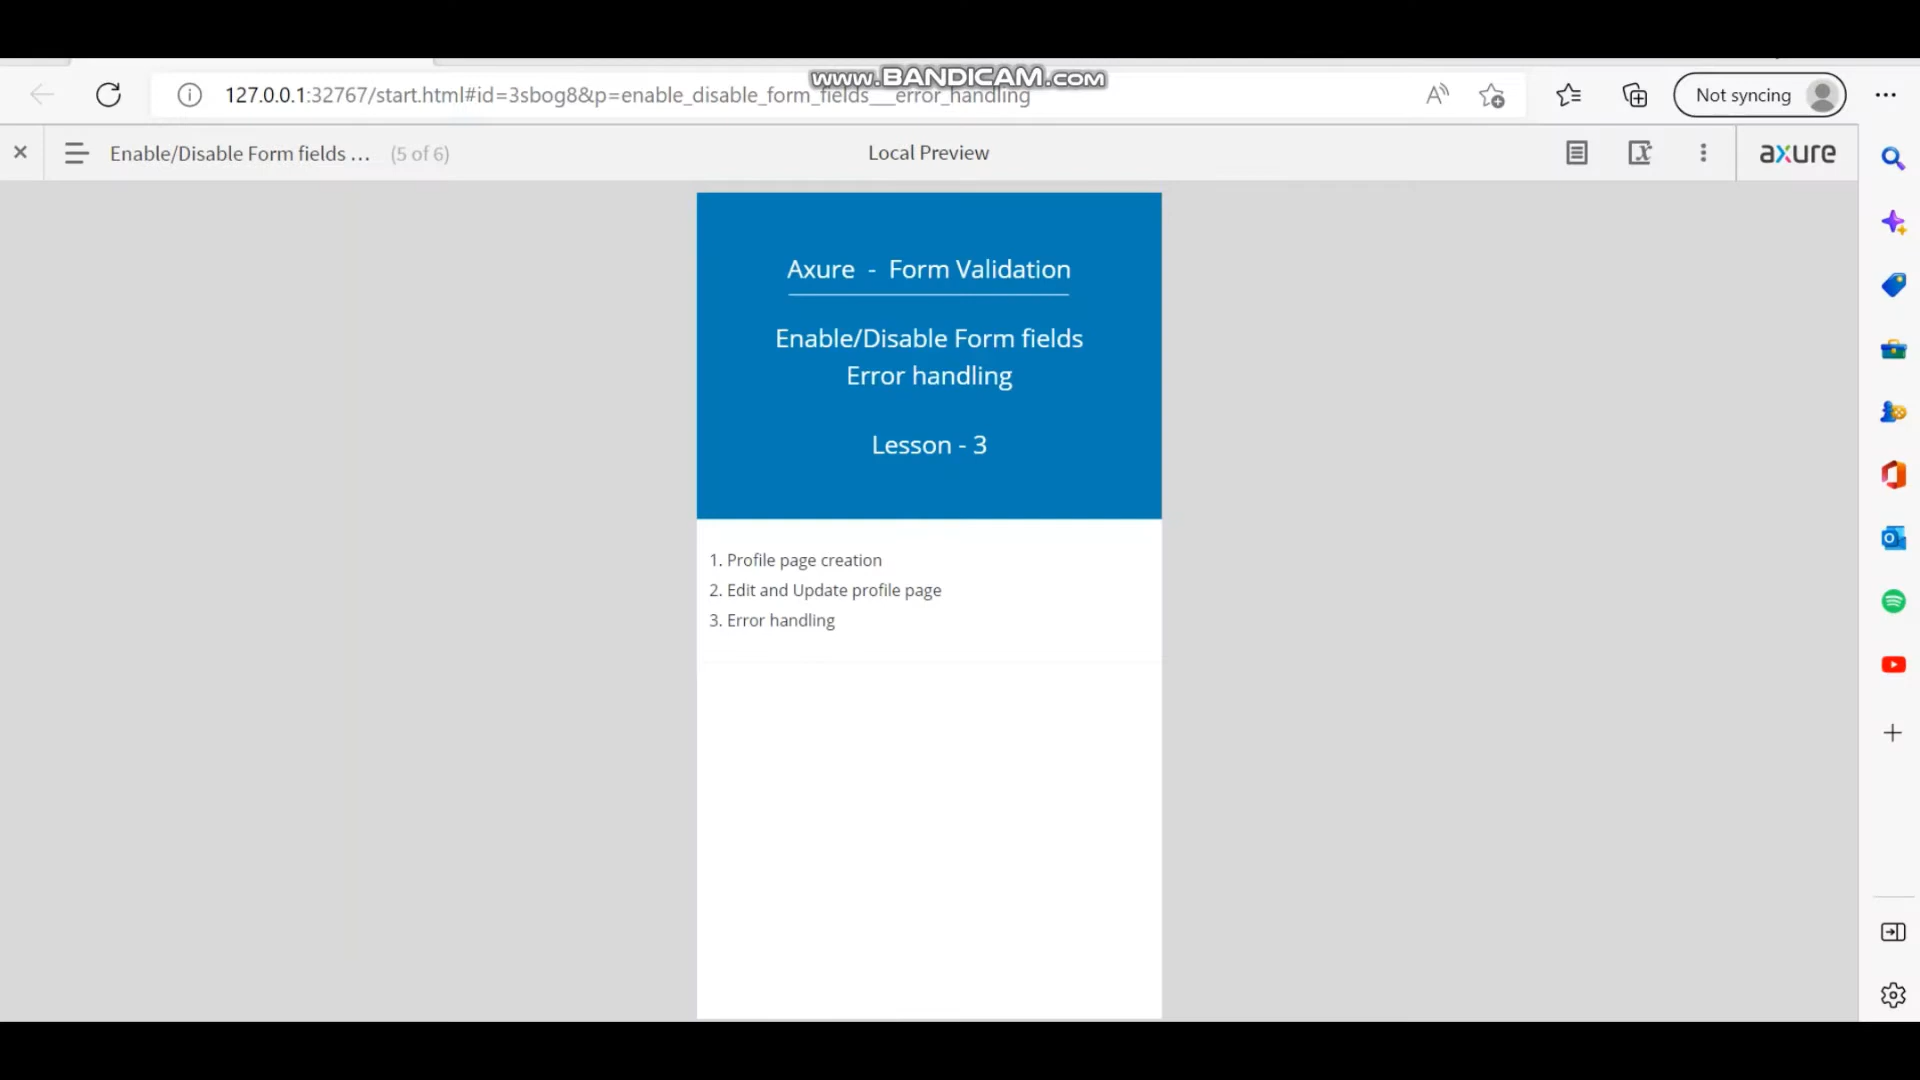 www.BANDICAM.com
127.0.0.1:32767/start.html#id=3sbog8&p=enable_disable_form_fields___error_handling
Not syncing
Enable/Disable Form fields ... (5 of 6)
Local Preview
axure
Axure - Form Validation
Enable/Disable Form fields
Error handling
Lesson - 3
1. Profile page creation
2. Edit and Update profile page
3. Error handling